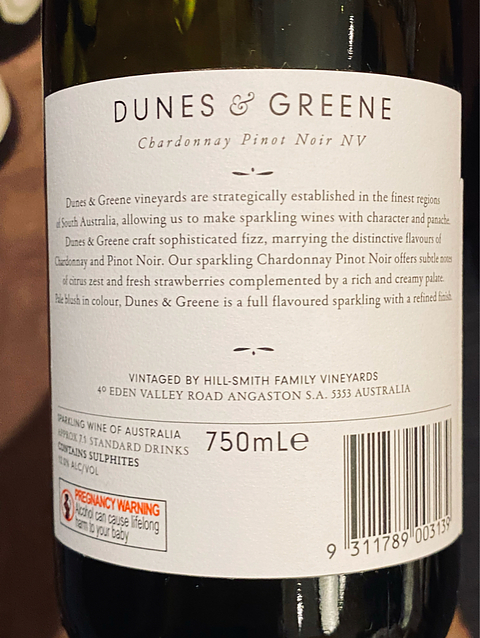 DUNES & GREENE
Chardonnay Pinot Noir NV
Dunes & Greene vineyards are strategically established in the finest regions
of South Australia, allowing us to make sparkling wines with character and panache.
Dunes & Greene craft sophisticated fizz, marrying the distinctive flavours of
Chardonnay and Pinot Noir. Our sparkling Chardonnay Pinot Noir offers subtle notes
of citrus zest and fresh strawberries complemented by a rich and creamy palate.
Pale blush in colour, Dunes & Greene is a full flavoured sparkling with a refined finish.
VINTAGED BY HILL-SMITH FAMILY VINEYARDS
40 EDEN VALLEY ROAD ANGASTON S.A. 5353 AUSTRALIA
SPARKLING WINE OF AUSTRALIA
APPROX 7.1 STANDARD DRINKS
CONTAINS SULPHITES
ALC/VOL
750mLe
PREGNANCY WARNING
Alcohol can cause lifelong
harm to your baby
9 311789 003139